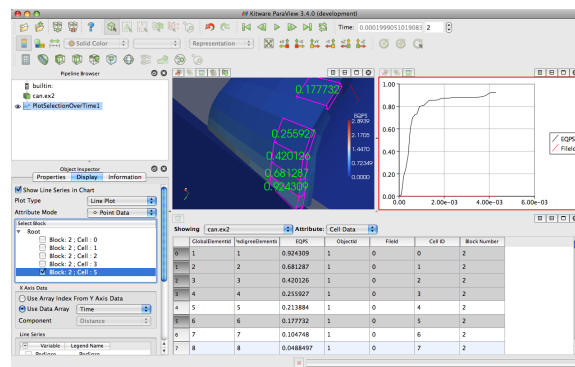 Kitware ParaView 3.4.0 (development)
Time: 0.0001999051019083 2
Solid Color
Representation
Pipeline Browser
builtin:
can.ex2
PlotSelectionOverTime1
Object Inspector
Properties Display Information
Show Line Series in Chart
Plot Type Line Plot
Attribute Mode Point Data
Select Block
Root
Block: 2 ; Cell : 0
Block: 2 ; Cell : 1
Block: 2 ; Cell : 2
Block: 2 ; Cell : 3
Block: 2 ; Cell : 5
X Axis Data
Use Array Index From Y Axis Data
Use Data Array Time
Component Distance
Line Series
Variable Legend Name
PedIgre PedIgre
0.177732
0.255927
0.420126
0.681287
0.924309
EQPS
2.8939
2.1705
1.4470
0.72349
0.0000
1.00
0.80
0.60
0.40
0.20
0.00
0.00 2.00e-03 4.00e-03 6.00e-03
EQPS
FileId
Showing can.ex2 Attribute: Cell Data
GlobalElementId PedigreeElementId EQPS ObjectId FileId Cell ID Block Number
0 1 1 0.924309 1 0 0 2
1 2 2 0.681287 1 0 1 2
2 3 3 0.420126 1 0 2 2
3 4 4 0.255927 1 0 3 2
4 5 5 0.213884 1 0 4 2
5 6 6 0.177732 1 0 5 2
6 7 7 0.104748 1 0 6 2
7 8 8 0.0488497 1 0 7 2